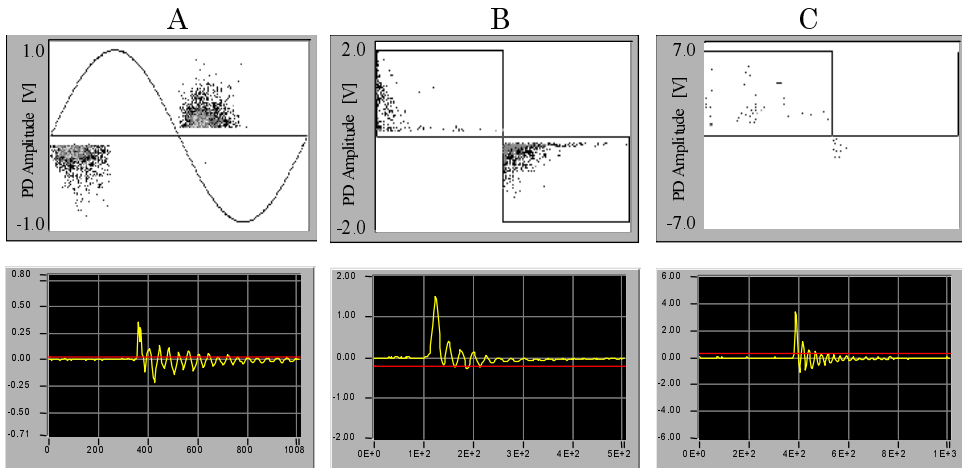 A
1.0
PD Amplitude [V]
-1.0
B
2.0
PD Amplitude [V]
-2.0
C
7.0
PD Amplitude [V]
-7.0
0.80
0.50
0.25
0.00
-0.25
-0.50
-0.71
0 200 400 600 800 1008
2.00
1.00
0.00
-1.00
-2.00
0E+0 1E+2 2E+2 3E+2 4E+2 5E+2
6.00
4.00
2.00
0.00
-2.00
-4.00
-6.00
0E+0 2E+2 4E+2 6E+2 8E+2 1E+3